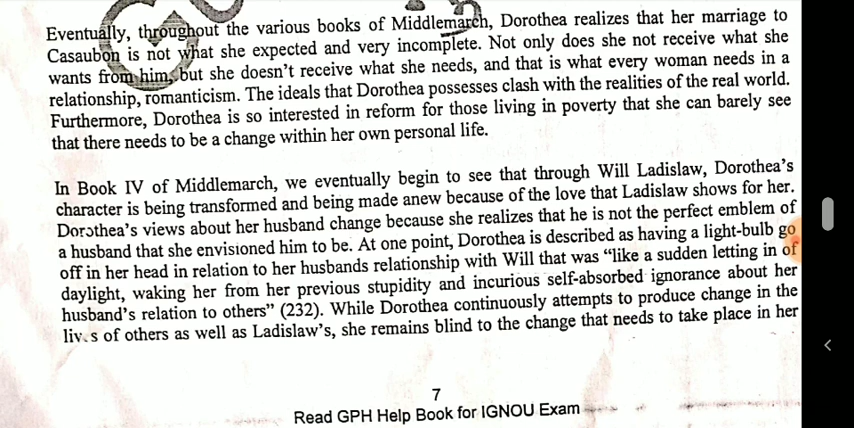 Eventually, throughout the various books of Middlemarch, Dorothea realizes that her marriage to
Casaubon is not what she expected and very incomplete. Not only does she not receive what she
wants from him, but she doesn't receive what she needs, and that is what every woman needs in a
relationship, romanticism. The ideals that Dorothea possesses clash with the realities of the real world.
Furthermore, Dorothea is so interested in reform for those living in poverty that she can barely see
that there needs to be a change within her own personal life.
In Book IV of Middlemarch, we eventually begin to see that through Will Ladislaw, Dorothea's
character is being transformed and being made anew because of the love that Ladislaw shows for her.
Dorothea's views about her husband change because she realizes that he is not the perfect emblem of
a husband that she envisioned him to be. At one point, Dorothea is described as having a light-bulb go
off in her head in relation to her husbands relationship with Will that was "like a sudden letting in of
daylight, waking her from her previous stupidity and incurious self-absorbed ignorance about her
husband's relation to others" (232). While Dorothea continuously attempts to produce change in the
lives of others as well as Ladislaw's, she remains blind to the change that needs to take place in her
7
Read GPH Help Book for IGNOU Exam